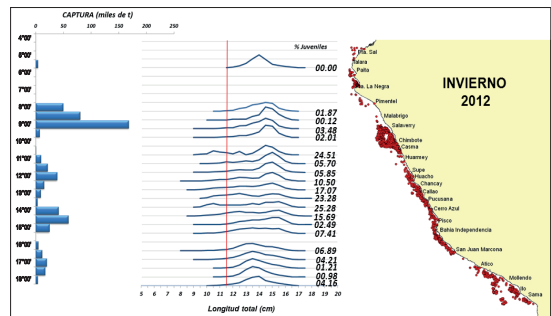 CAPTURA (miles de t)
0 50 100 150 200 250
4°00'
5°00'
6°00'
7°00'
8°00'
9°00'
10°00'
11°00'
12°00'
13°00'
14°00'
15°00'
16°00'
17°00'
18°00'
% Juveniles
00.00
01.87
00.12
03.48
02.01
24.51
05.70
05.85
10.50
17.07
23.28
25.28
15.69
02.49
07.41
06.89
04.21
01.21
00.98
04.16
5 6 7 8 9 10 11 12 13 14 15 16 17 18 19 20
Longitud total (cm)
INVIERNO
2012
Pta. Sal
Talara
Paita
Pta. La Negra
Pimentel
Malabrigo
Salaverry
Chimbote
Casma
Huarmey
Supe
Huacho
Chancay
Callao
Pucusana
Cerro Azul
Pisco
Bahía Independencia
San Juan Marcona
Atico
Mollendo
Ilo
Sama